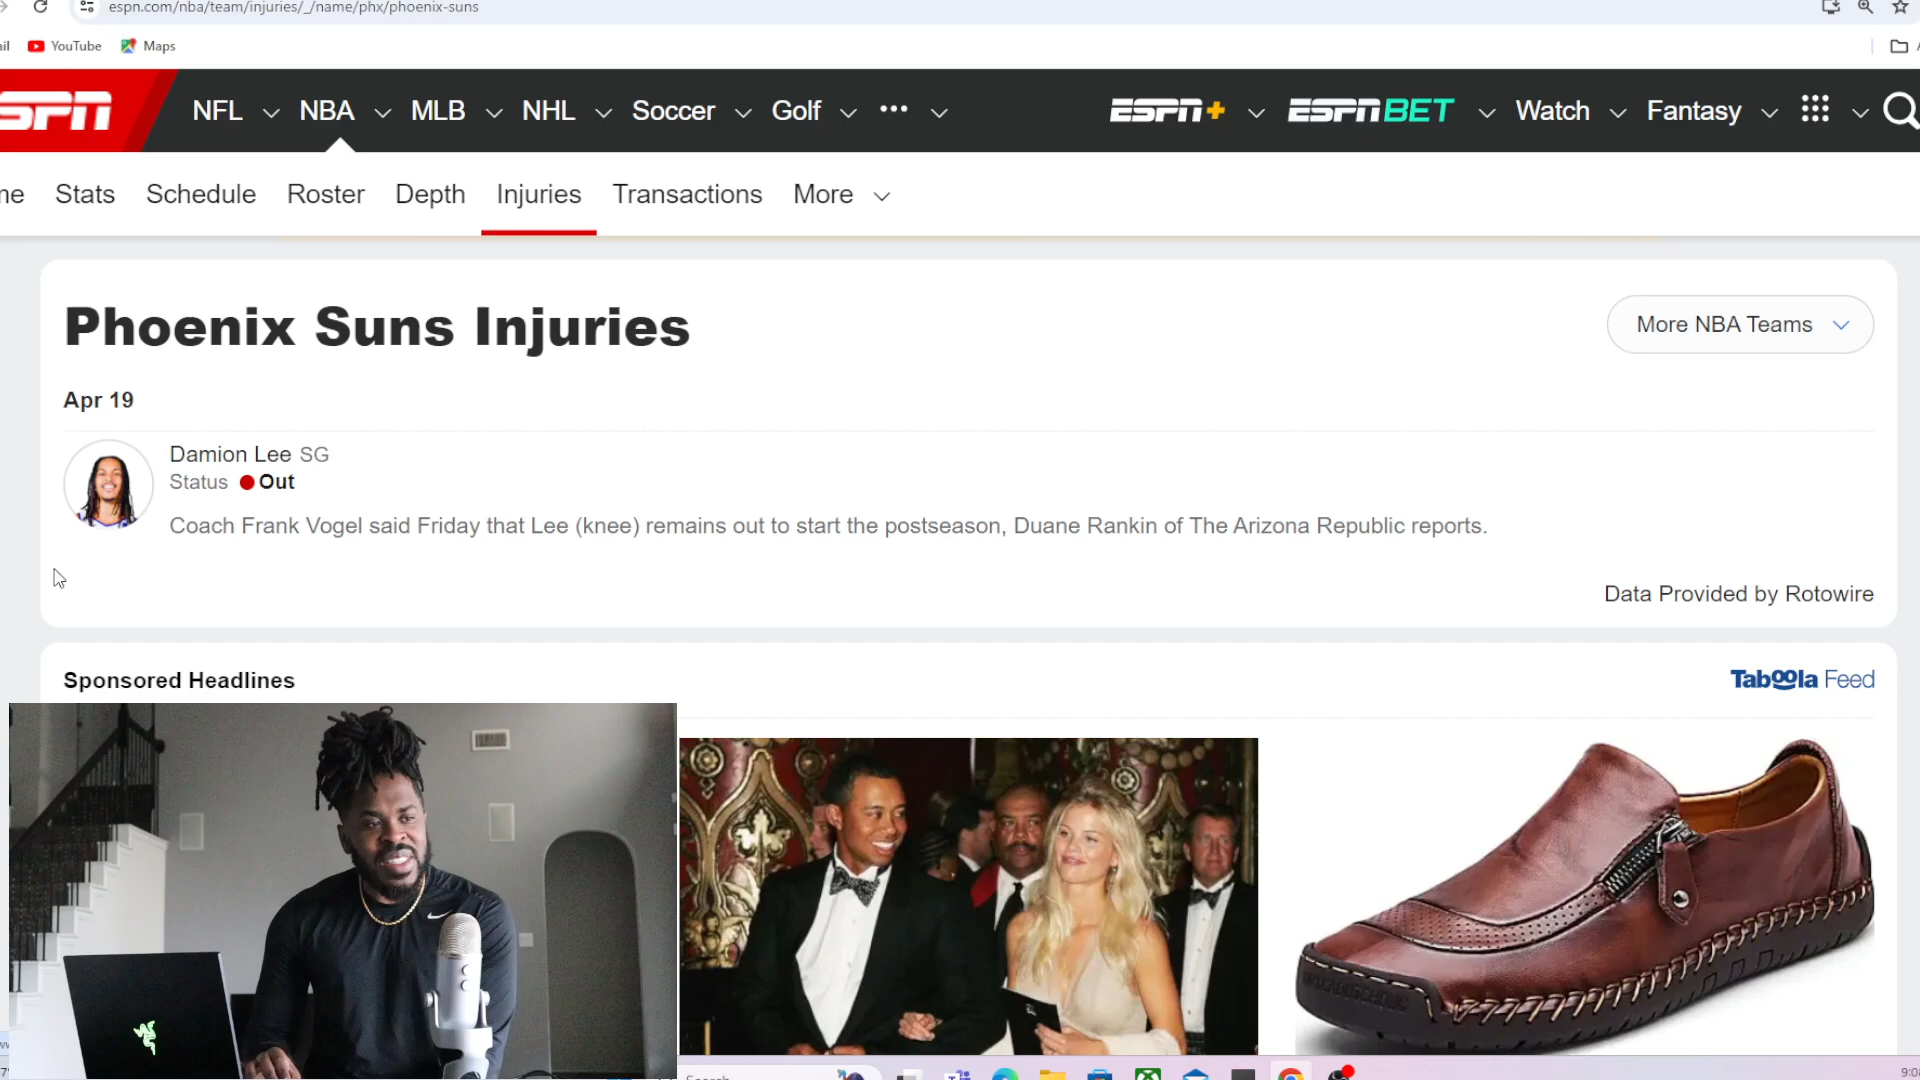 espn.com/nba/team/injuries/_/name/phx/phoenix-suns
YouTube Maps
NFL NBA MLB NHL Soccer Golf ESPN+ ESPN BET Watch Fantasy
Stats Schedule Roster Depth Injuries Transactions More
Phoenix Suns Injuries
More NBA Teams
Apr 19
Damion Lee SG
Status Out
Coach Frank Vogel said Friday that Lee (knee) remains out to start the postseason, Duane Rankin of The Arizona Republic reports.
Data Provided by Rotowire
Sponsored Headlines
Taboola Feed